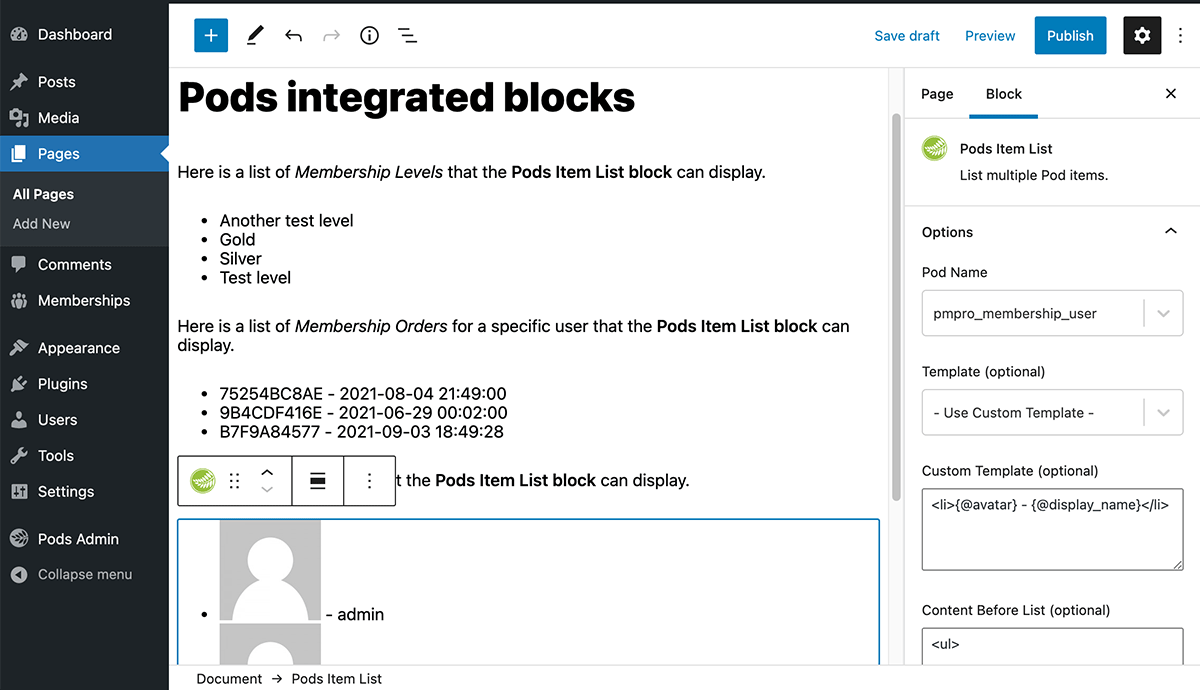 Dashboard
Posts
Media
Pages
All Pages
Add New
Comments
Memberships
Appearance
Plugins
Users
Tools
Settings
Pods Admin
Collapse menu
Save draft
Preview
Publish
Pods integrated blocks
Here is a list of Membership Levels that the Pods Item List block can display.
• Another test level
• Gold
• Silver
• Test level
Here is a list of Membership Orders for a specific user that the Pods Item List block can
display.
• 75254BC8AE - 2021-08-04 21:49:00
• 9B4CDF416E - 2021-06-29 00:02:00
• B7F9A84577 - 2021-09-03 18:49:28
t the Pods Item List block can display.
• - admin
Document → Pods Item List
Page
Block
Pods Item List
List multiple Pod items.
Options
Pod Name
pmpro_membership_user
Template (optional)
- Use Custom Template -
Custom Template (optional)
<li>{@avatar} - {@display_name}</li>
Content Before List (optional)
<ul>